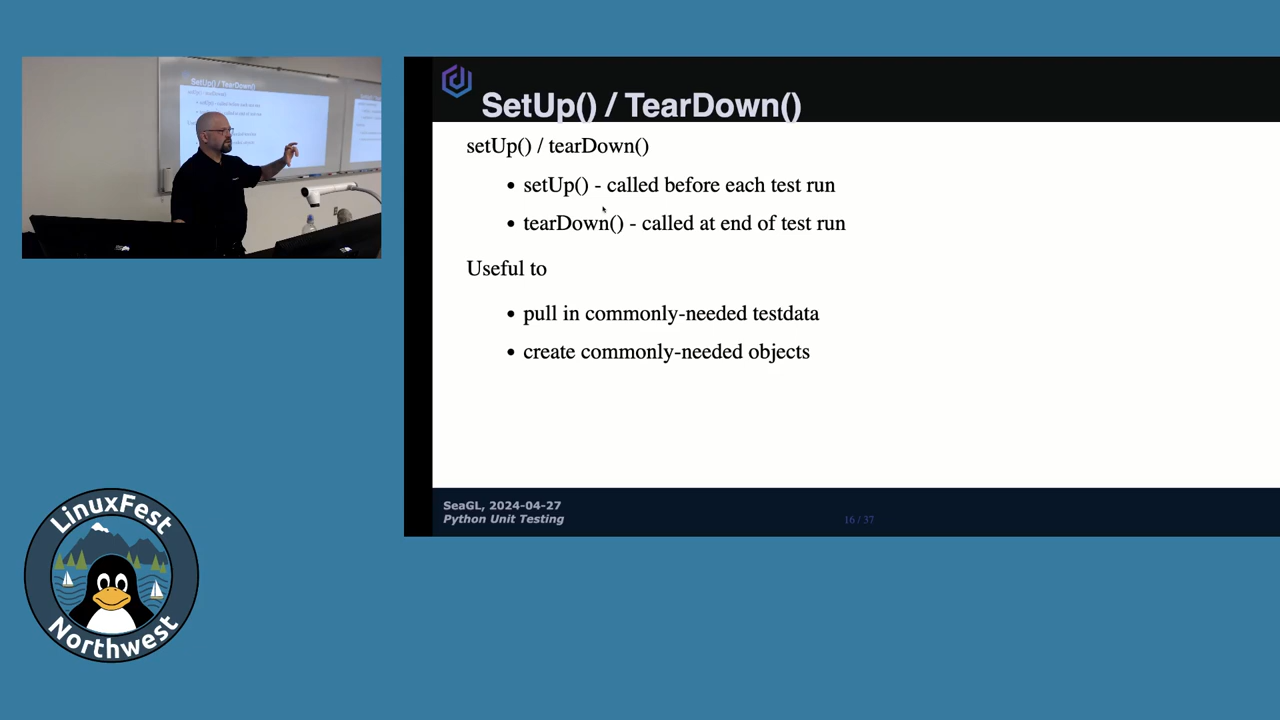 SetUp() / TearDown()
setUp() / tearDown()
• setUp() - called before each test run
• tearDown() - called at end of test run
Useful to
• pull in commonly-needed testdata
• create commonly-needed objects
SeaGL, 2024-04-27
Python Unit Testing
16 / 37
SetUp() / TearDown()
LinuxFest
Northwest